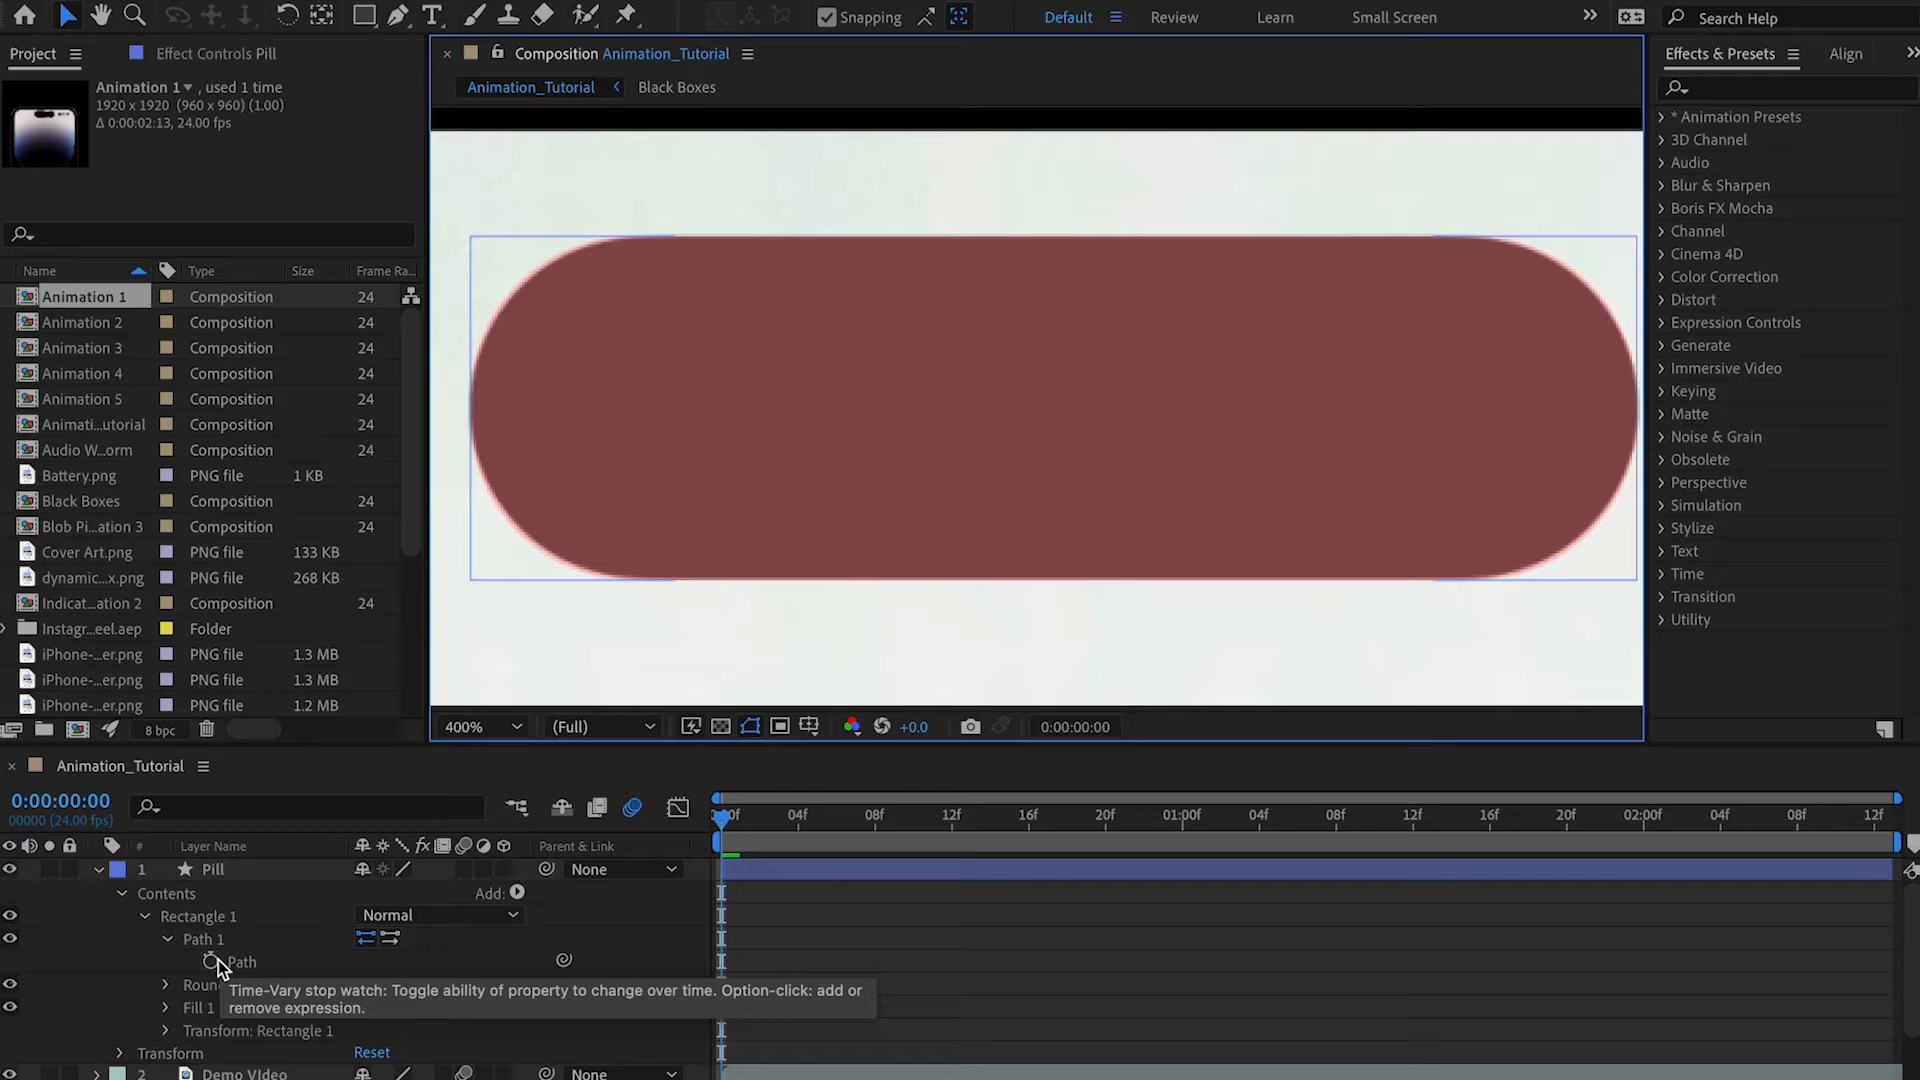 Snapping
Default
Review
Learn
Small Screen
Search Help
Project
Effect Controls Pill
Composition Animation_Tutorial
Effects & Presets
Align
Animation_Tutorial
Black Boxes
Animation 1 , used 1 time
1920 x 1920 (960 x 960) (1.00)
Δ 0:00:02:13, 24.00 fps
Name Type Size Frame Ra...
Animation 1 Composition 24
Animation 2 Composition 24
Animation 3 Composition 24
Animation 4 Composition 24
Animation 5 Composition 24
Animati...utorial Composition 24
Audio W...orm Composition 24
Battery.png PNG file 1 KB
Black Boxes Composition 24
Blob Pi...ation 3 Composition 24
Cover Art.png PNG file 133 KB
dynamic...x.png PNG file 268 KB
Indicat...ation 2 Composition 24
Instagr...eel.aep Folder
iPhone-...er.png PNG file 1.3 MB
iPhone-...er.png PNG file 1.3 MB
iPhone-...er.png PNG file 1.2 MB
8 bpc
400% (Full) +0.0 0:00:00:00
* Animation Presets
3D Channel
Audio
Blur & Sharpen
Boris FX Mocha
Channel
Cinema 4D
Color Correction
Distort
Expression Controls
Generate
Immersive Video
Keying
Matte
Noise & Grain
Obsolete
Perspective
Simulation
Stylize
Text
Time
Transition
Utility
Animation_Tutorial
0:00:00:00
00000 (24.00 fps)
00f 04f 08f 12f 16f 20f 01:00f 04f 08f 12f 16f 20f 02:00f 04f 08f 12f
# Layer Name fx Parent & Link
1 Pill None
Contents Add:
Rectangle 1 Normal
Path 1
Path
Roun
Time-Vary stop watch: Toggle ability of property to change over time. Option-click: add or
remove expression.
Fill 1
Transform: Rectangle 1
Transform Reset
2 Demo VIdeo None